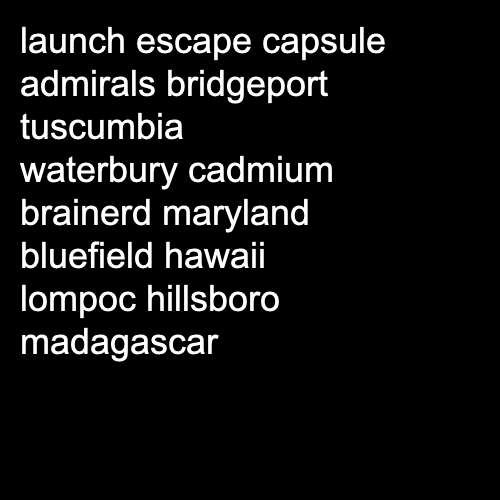 launch escape capsule
admirals bridgeport
tuscumbia
waterbury cadmium
brainerd maryland
bluefield hawaii
lompoc hillsboro
madagascar